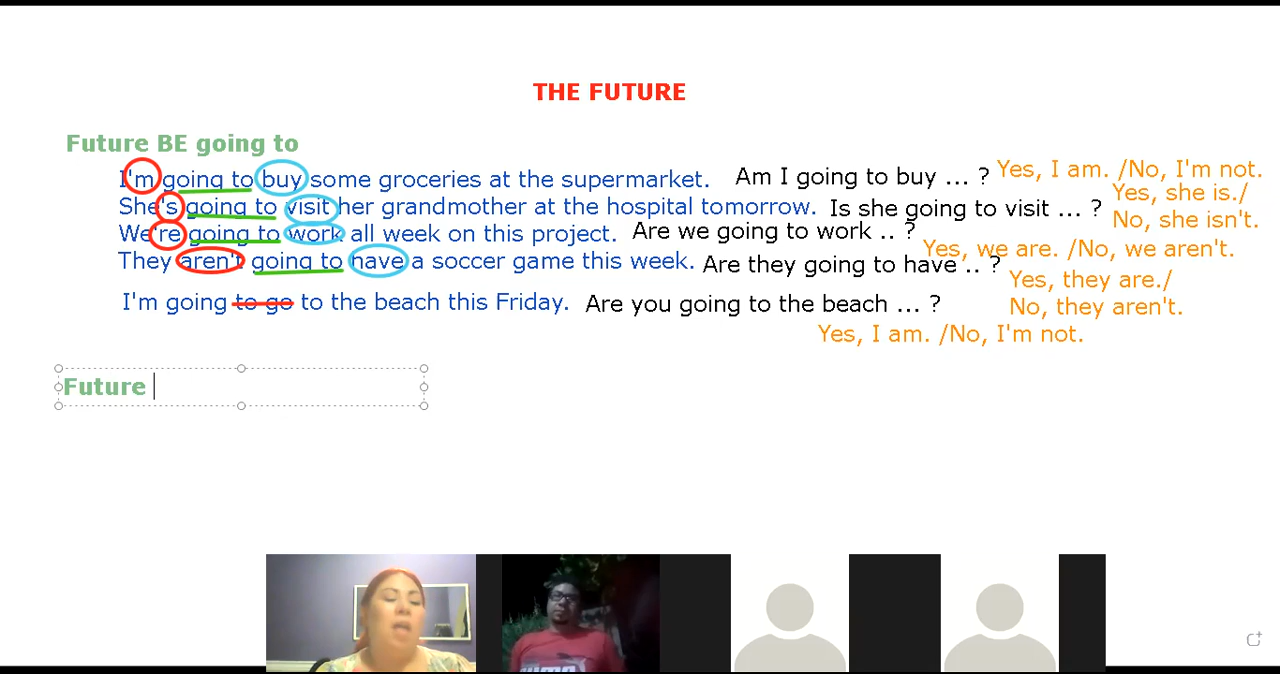 THE FUTURE
Future BE going to
I'm going to buy some groceries at the supermarket. Am I going to buy ... ? Yes, I am. /No, I'm not.
She's going to visit her grandmother at the hospital tomorrow. Is she going to visit ... ? Yes, she is./
No, she isn't.
We're going to work all week on this project. Are we going to work .. ? Yes, we are. /No, we aren't.
They aren't going to have a soccer game this week. Are they going to have .. ? Yes, they are./
No, they aren't.
I'm going to go to the beach this Friday. Are you going to the beach ... ?
Yes, I am. /No, I'm not.
Future